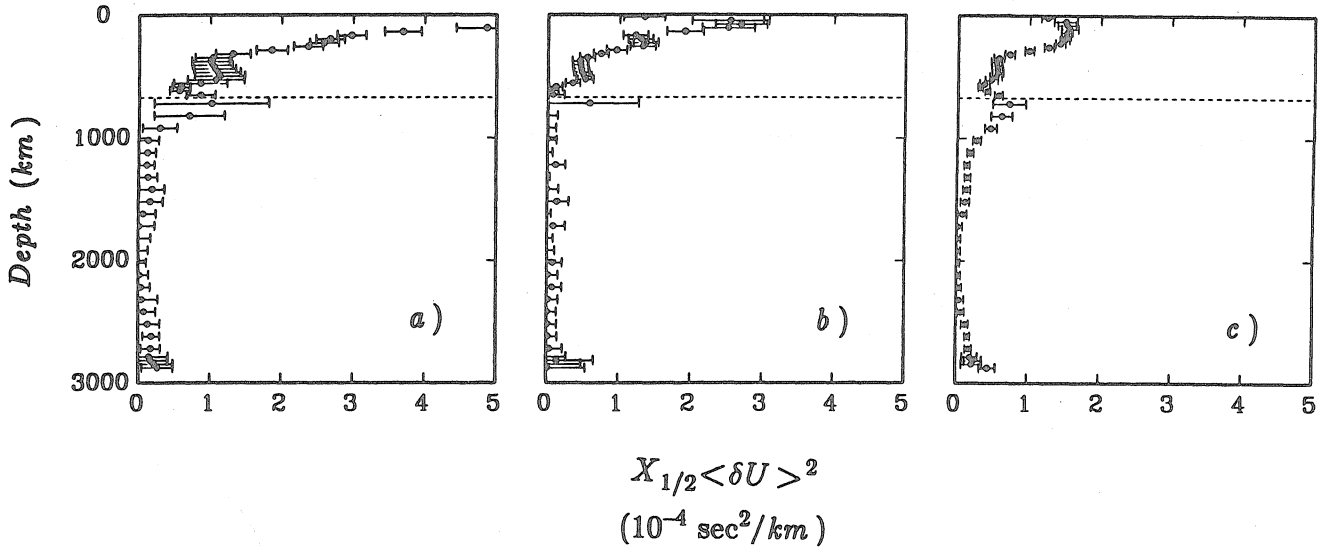 0
1000
2000
3000
Depth (km)
a )
b )
c )
0 1 2 3 4 5
0 1 2 3 4 5
0 1 2 3 4 5
X 1/2 <δU >²
(10⁻⁴ sec²/km )